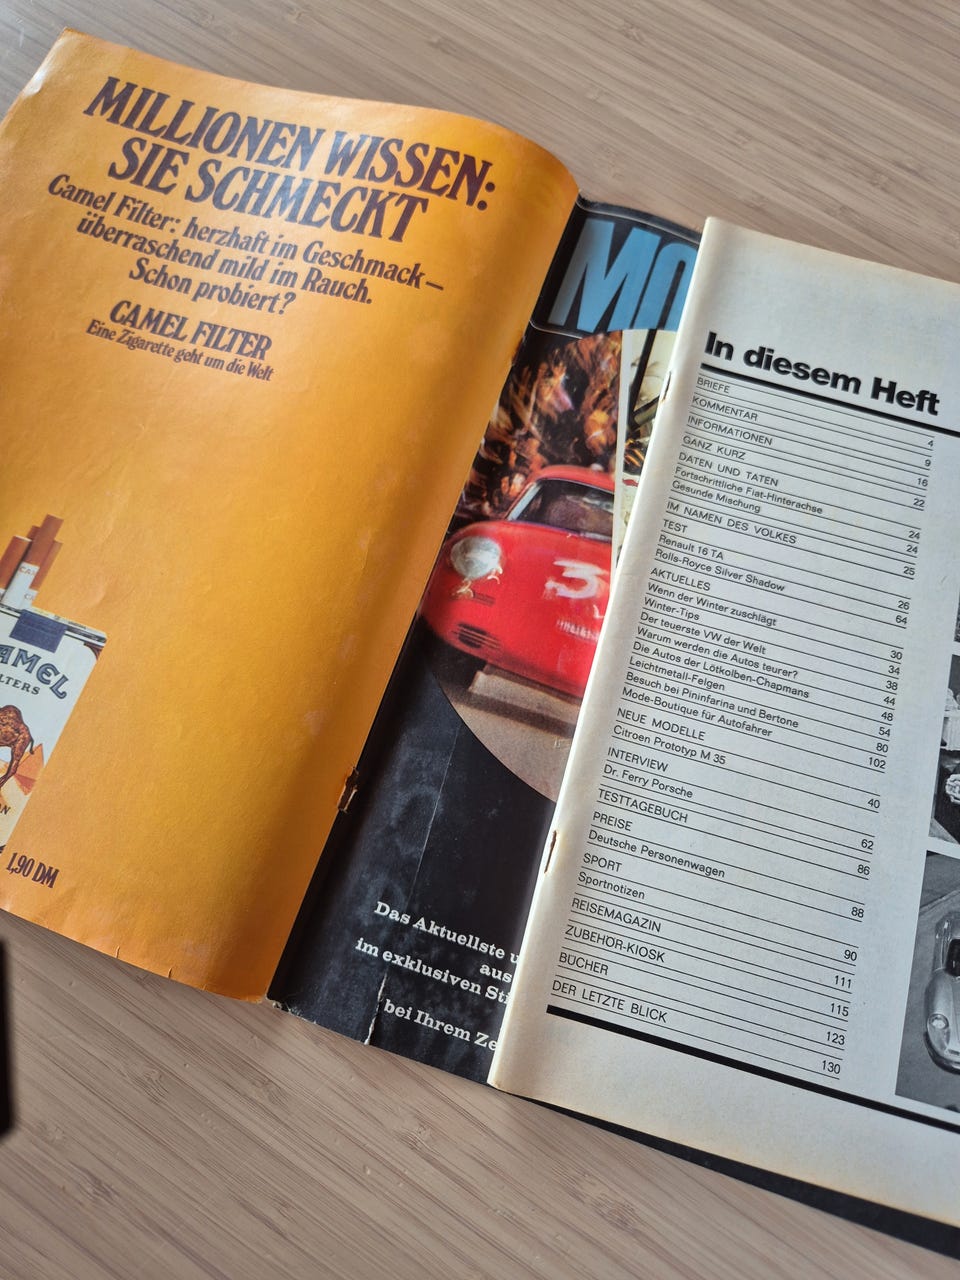 MILLIONEN WISSEN:
SIE SCHMECKT
Camel Filter: herzhaft im Geschmack –
überraschend mild im Rauch.
Schon probiert?
CAMEL FILTER
Eine Zigarette geht um die Welt
AMEL
LTERS
1,90 DM
MO
3
Das Aktuellste u
aus
im exklusiven Sti
bei Ihrem Ze
In diesem Heft
BRIEFE 4
KOMMENTAR 9
INFORMATIONEN 16
GANZ KURZ 22
DATEN UND TATEN
Fortschrittliche Fiat-Hinterachse 24
Gesunde Mischung 24
IM NAMEN DES VOLKES 25
TEST
Renault 16 TA 26
Rolls-Royce Silver Shadow 64
AKTUELLES
Wenn der Winter zuschlägt 30
Winter-Tips 34
Der teuerste VW der Welt 38
Warum werden die Autos teurer? 44
Die Autos der Lötkolben-Chapmans 48
Leichtmetall-Felgen 54
Besuch bei Pininfarina und Bertone 80
Mode-Boutique für Autofahrer 102
NEUE MODELLE
Citroen Prototyp M 35 40
INTERVIEW
Dr. Ferry Porsche 62
TESTTAGEBUCH 86
PREISE
Deutsche Personenwagen 88
SPORT
Sportnotizen 90
REISEMAGAZIN 111
ZUBEHÖR-KIOSK 115
BÜCHER 123
DER LETZTE BLICK 130